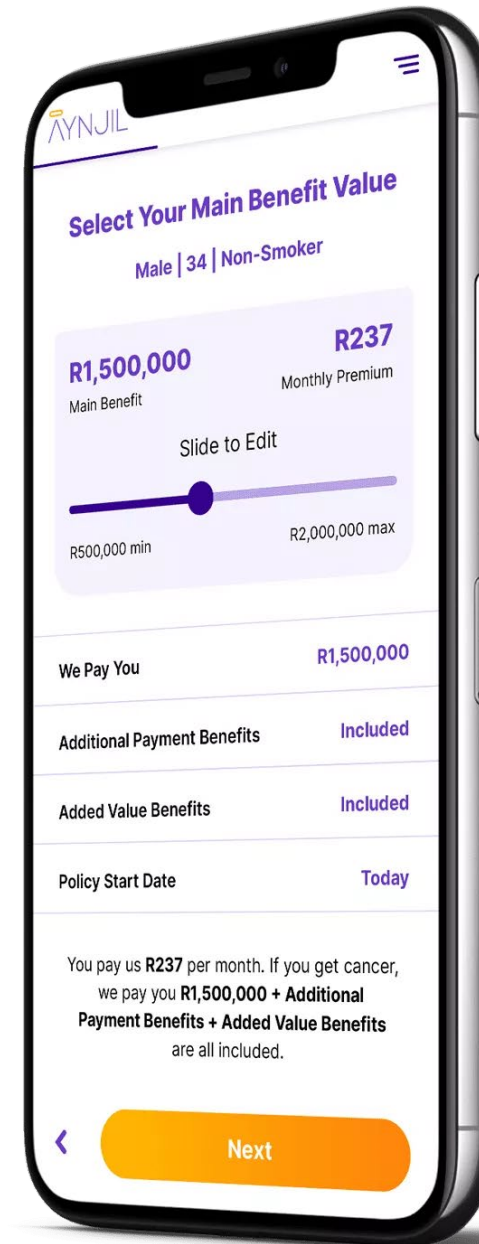 AYNJIL
Select Your Main Benefit Value
Male | 34 | Non-Smoker
R1,500,000
R237
Main Benefit
Monthly Premium
Slide to Edit
R500,000 min
R2,000,000 max
We Pay You
R1,500,000
Additional Payment Benefits
Included
Added Value Benefits
Included
Policy Start Date
Today
You pay us R237 per month. If you get cancer,
we pay you R1,500,000 + Additional
Payment Benefits + Added Value Benefits
are all included.
Next